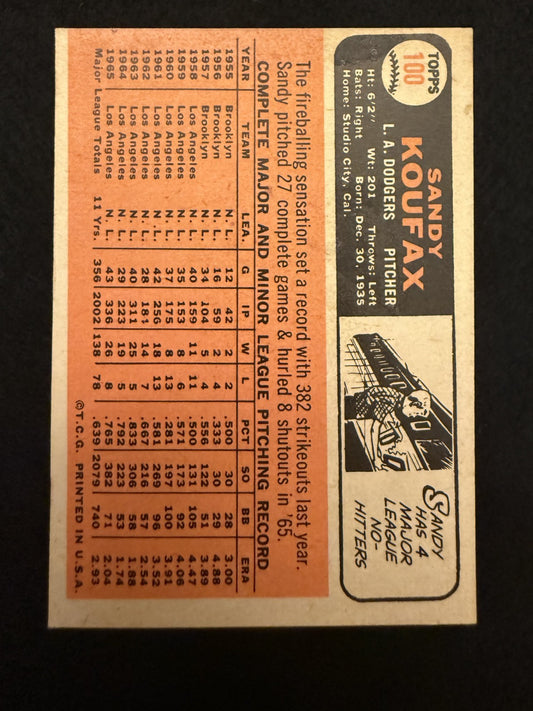 TOPPS
100
SANDY
KOUFAX
L. A. DODGERS PITCHER
Ht: 6'2" Wt: 201 Throws: Left
Bats: Right Born: Dec. 30, 1935
Home: Studio City, Cal.
SANDY
HAS 4
MAJOR
LEAGUE
NO-
HITTERS
The fireballing sensation set a record with 382 strikeouts last year.
Sandy pitched 27 complete games & hurled 8 shutouts in '65.
COMPLETE MAJOR AND MINOR LEAGUE PITCHING RECORD
YEAR TEAM LEA. G IP W L PCT SO BB ERA
1955 Brooklyn N. L. 12 42 2 2 .500 30 28 3.00
1956 Brooklyn N. L. 16 59 2 4 .333 30 29 4.88
1957 Brooklyn N. L. 34 104 5 4 .556 122 51 3.89
1958 Los Angeles N. L. 40 159 11 11 .500 131 105 4.47
1959 Los Angeles N. L. 35 153 8 6 .571 173 92 4.06
1960 Los Angeles N. L. 37 175 8 13 .381 197 100 3.91
1961 Los Angeles N. L. 42 256 18 13 .581 269 96 3.52
1962 Los Angeles N. L. 28 184 14 7 .667 216 57 2.54
1963 Los Angeles N. L. 40 311 25 5 .833 306 58 1.88
1964 Los Angeles N. L. 29 223 19 5 .792 223 53 1.74
1965 Los Angeles N. L. 43 336 26 8 .765 382 71 2.04
Major League Totals 11 Yrs. 356 2002 138 78 .639 2079 740 2.93
©T.C.G. PRINTED IN U.S.A.